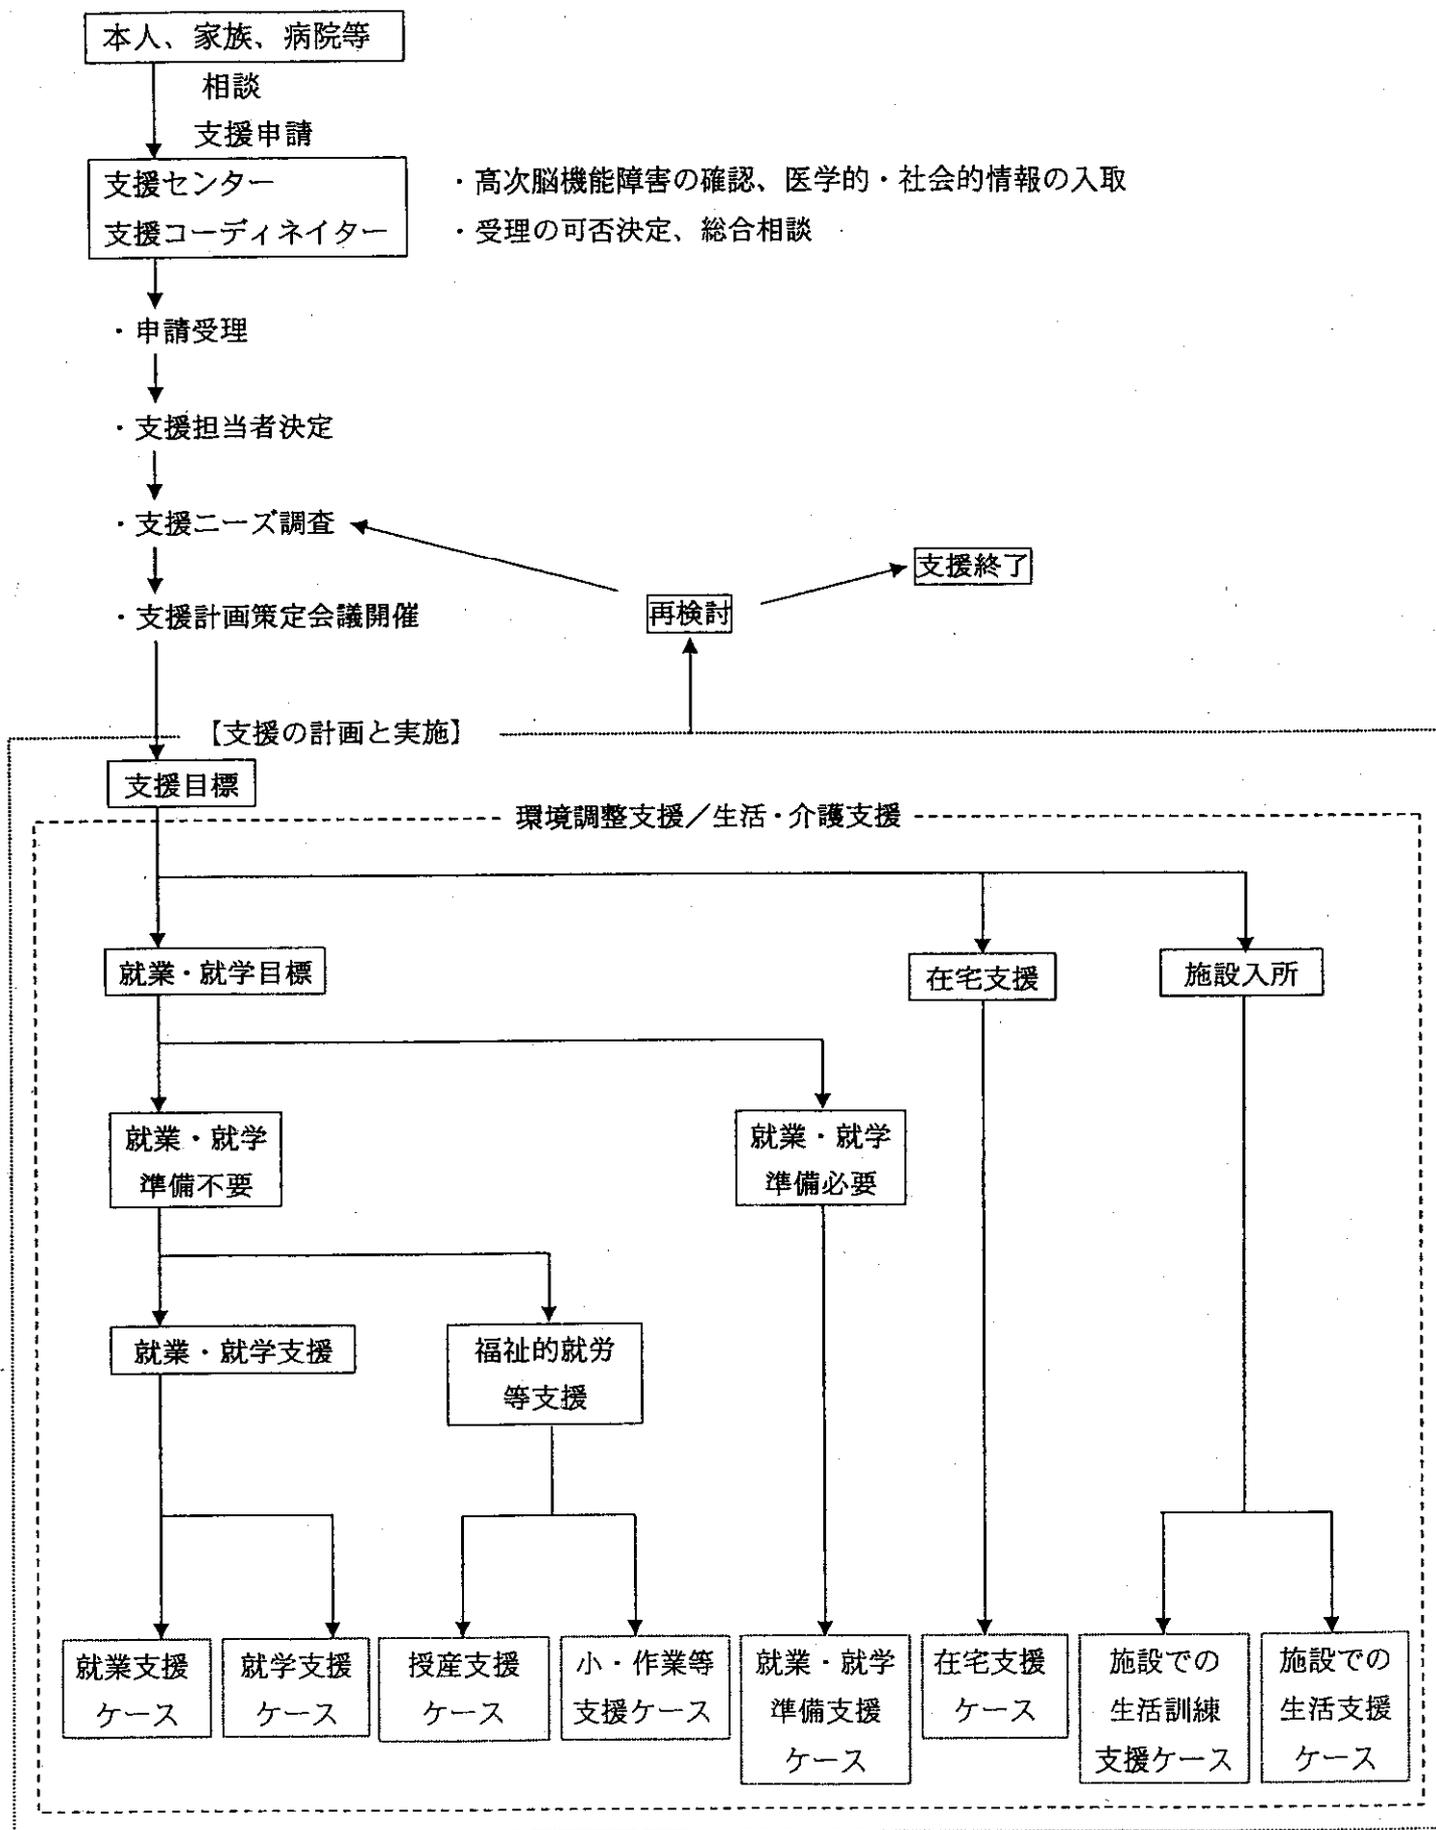 本人、家族、病院等
相談
支援申請
支援センター
支援コーディネイター
・高次脳機能障害の確認、医学的・社会的情報の入取
・受理の可否決定、総合相談
・申請受理
・支援担当者決定
・支援ニーズ調査
・支援計画策定会議開催
再検討
支援終了
【支援の計画と実施】
支援目標
環境調整支援／生活・介護支援
就業・就学目標
在宅支援
施設入所
就業・就学
準備不要
就業・就学
準備必要
就業・就学支援
福祉的就労
等支援
就業支援
ケース
就学支援
ケース
授産支援
ケース
小・作業等
支援ケース
就業・就学
準備支援
ケース
在宅支援
ケース
施設での
生活訓練
支援ケース
施設での
生活支援
ケース